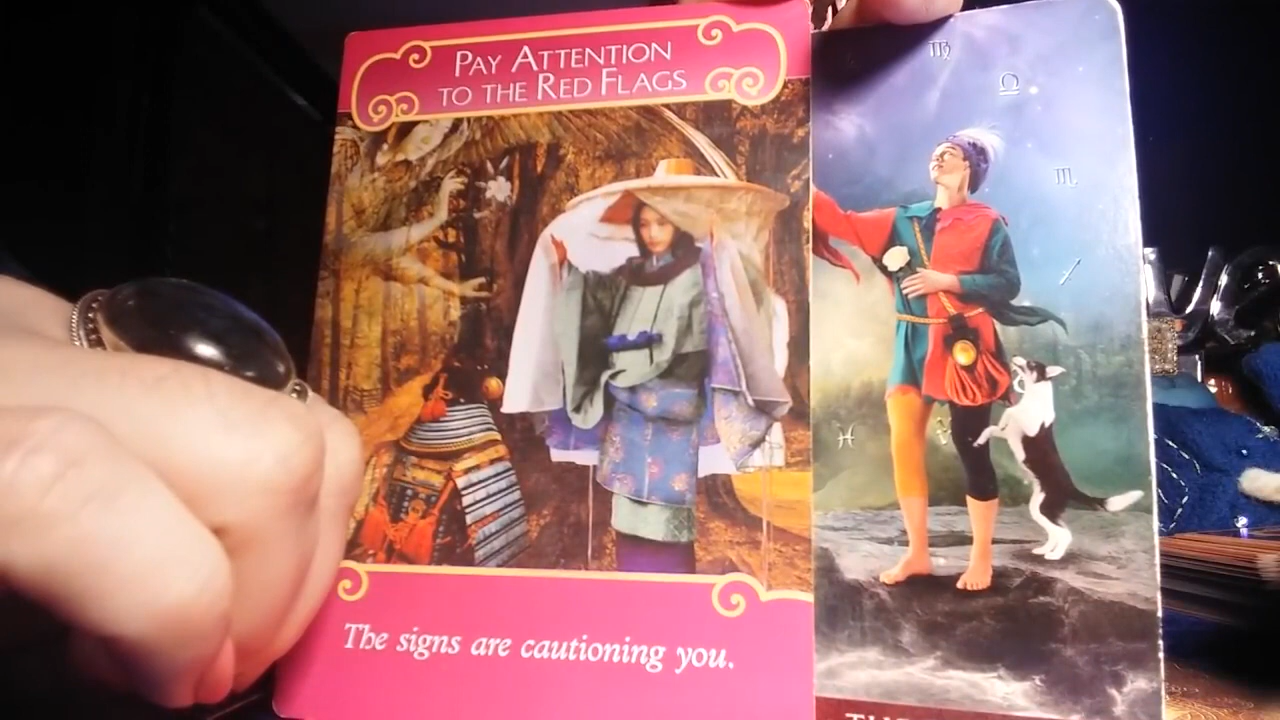 PAY ATTENTION
TO THE RED FLAGS
The signs are cautioning you.